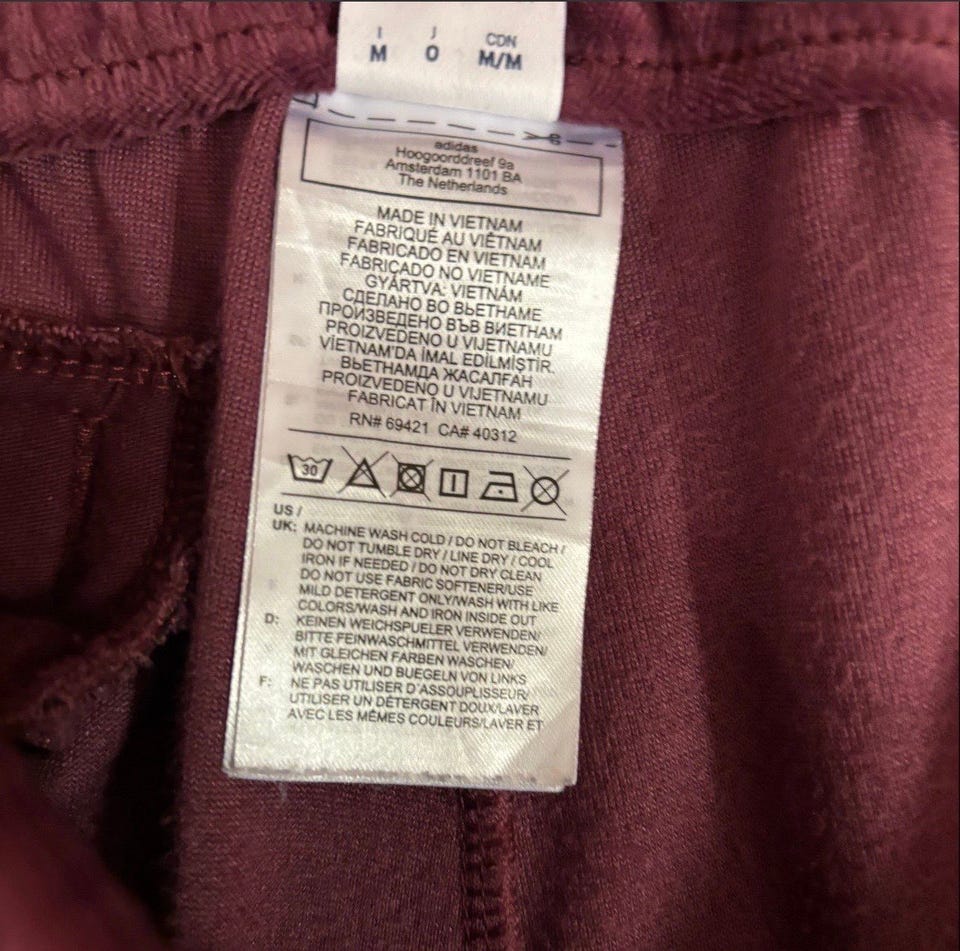 I J CDN
M O M/M
adidas
Hoogoorddreef 9a
Amsterdam 1101 BA
The Netherlands
MADE IN VIETNAM
FABRIQUÉ AU VIÊTNAM
FABRICADO EN VIETNAM
FABRICADO NO VIETNAME
GYÁRTVA: VIETNÁM
СДЕЛАНО ВО ВЬЕТНАМЕ
ПРОИЗВЕДЕНО ВЪВ ВИЕТНАМ
PROIZVEDENO U VIJETNAMU
VİETNAM'DA İMAL EDİLMİŞTİR.
ВЬЕТНАМДА ЖАСАЛҒАН
PROIZVEDENO U VIJETNAMU
FABRICAT ÎN VIETNAM
RN# 69421 CA# 40312
30
US /
UK: MACHINE WASH COLD / DO NOT BLEACH /
DO NOT TUMBLE DRY / LINE DRY / COOL
IRON IF NEEDED / DO NOT DRY CLEAN
DO NOT USE FABRIC SOFTENER/USE
MILD DETERGENT ONLY/WASH WITH LIKE
COLORS/WASH AND IRON INSIDE OUT
D: KEINEN WEICHSPUELER VERWENDEN/
BITTE FEINWASCHMITTEL VERWENDEN/
MIT GLEICHEN FARBEN WASCHEN/
WASCHEN UND BUEGELN VON LINKS
F: NE PAS UTILISER D'ASSOUPLISSEUR/
UTILISER UN DÉTERGENT DOUX/LAVER
AVEC LES MÊMES COULEURS/LAVER ET